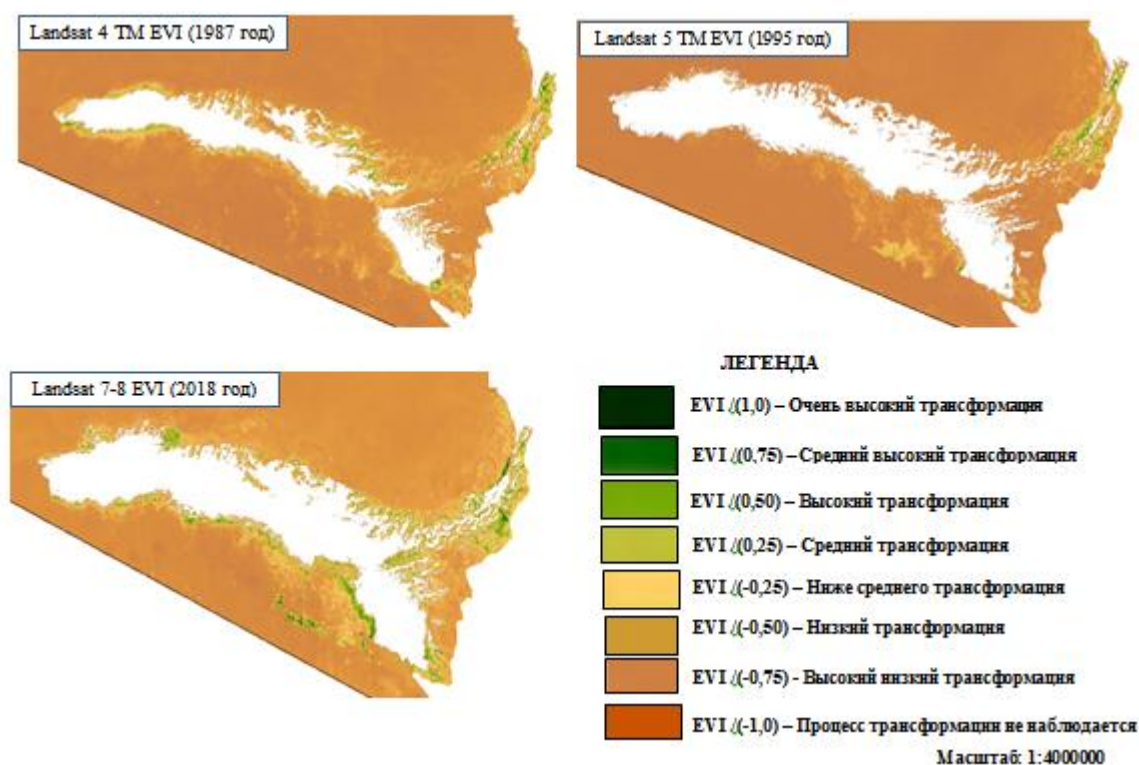 Landsat 4 TM EVI (1987 год)
Landsat 5 TM EVI (1995 год)
Landsat 7-8 EVI (2018 год)
ЛЕГЕНДА
EVI (1,0) – Очень высокий трансформация
EVI (0,75) – Средний высокий трансформация
EVI (0,50) – Высокий трансформация
EVI (0,25) – Средний трансформация
EVI (-0,25) – Ниже среднего трансформация
EVI (-0,50) – Низкий трансформация
EVI (-0,75) - Высокий низкий трансформация
EVI (-1,0) – Процесс трансформации не наблюдается
Масштаб: 1:4000000